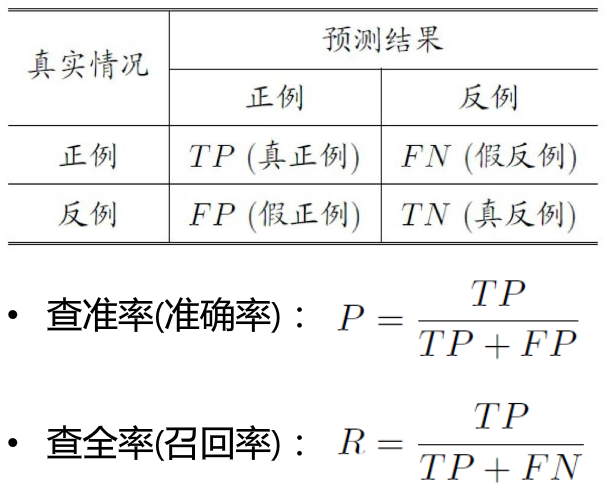 真实情况 预测结果
正例 反例
正例 TP (真正例) FN (假反例)
反例 FP (假正例) TN (真反例)
• 查准率(准确率)： P = TP / (TP + FP)
• 查全率(召回率)： R = TP / (TP + FN)